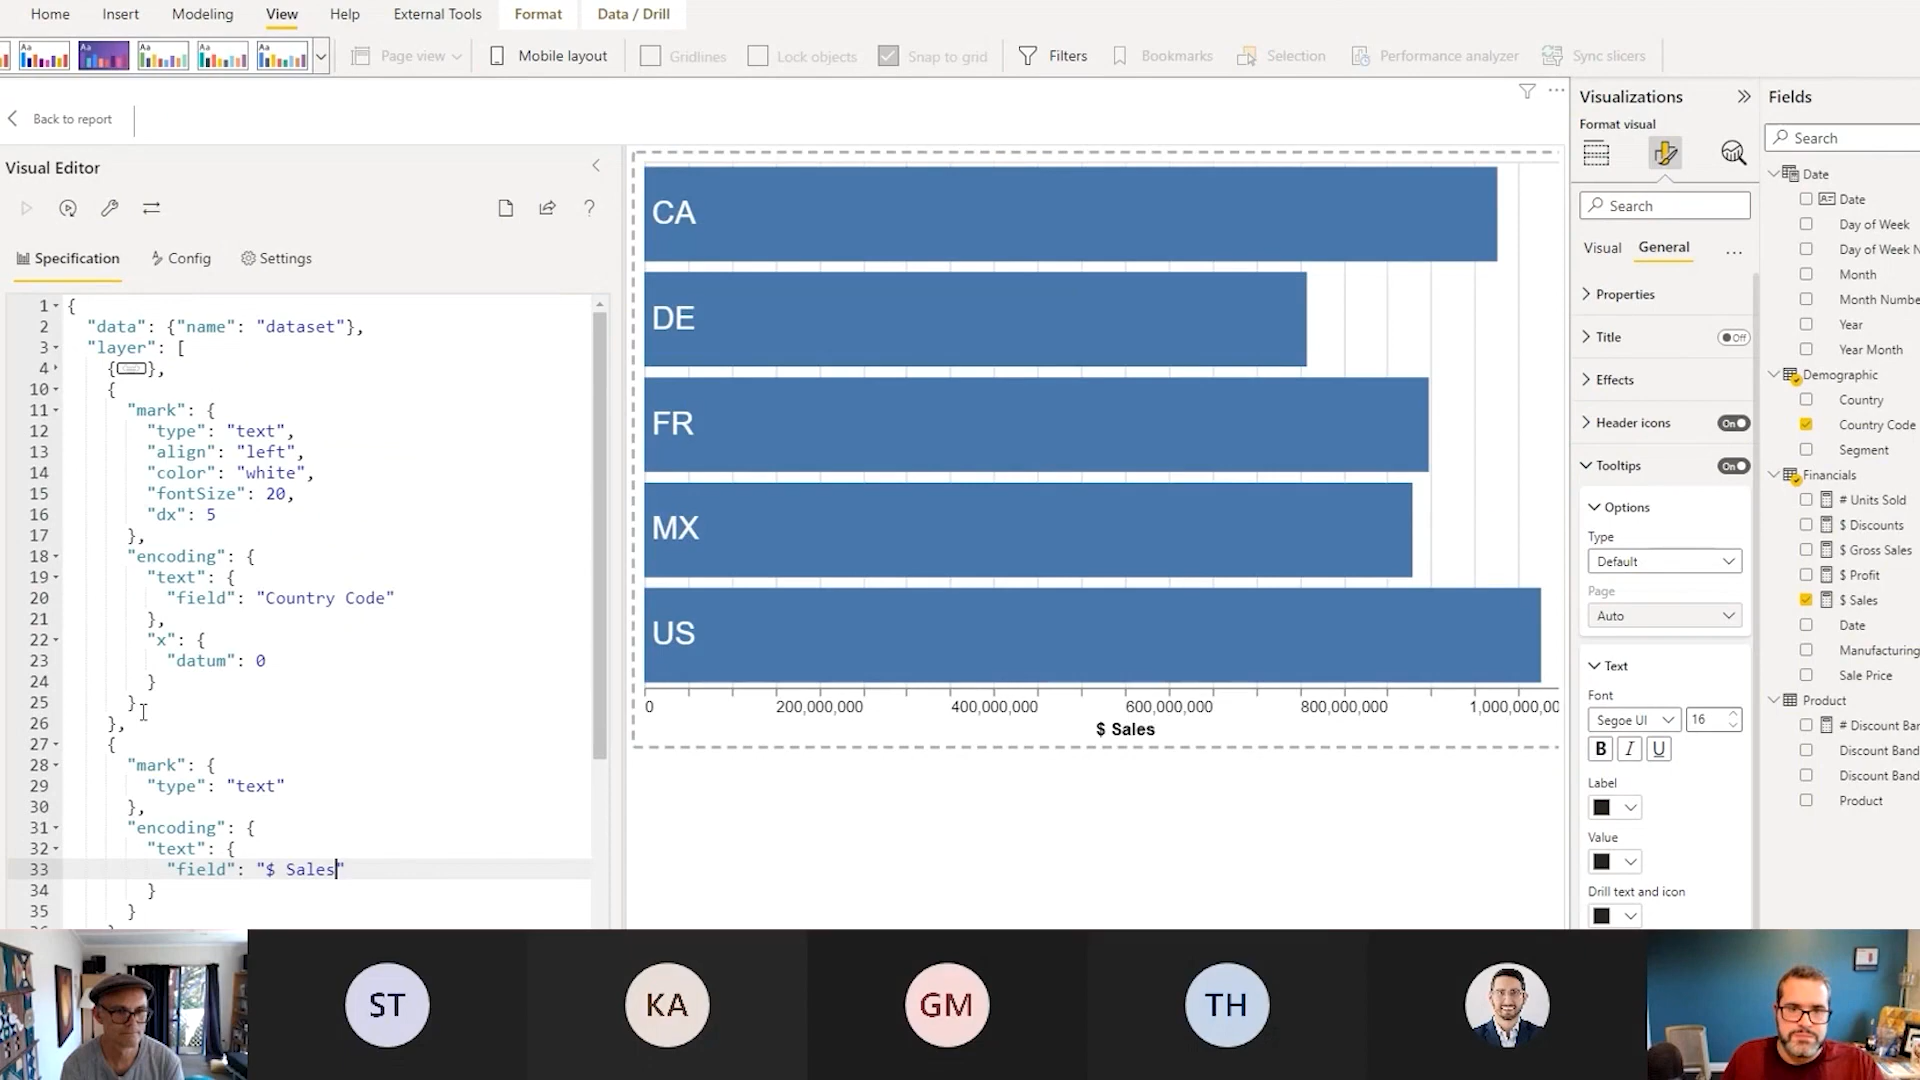 Home Insert Modeling View Help External Tools Format Data / Drill
Aa Aa Aa Aa Aa Page view Mobile layout Gridlines Lock objects Snap to grid Filters Bookmarks Selection Performance analyzer Sync slicers
Back to report
Visual Editor
Specification Config Settings
1 {
2 "data": {"name": "dataset"},
3 "layer": [
4 { },
10 {
11 "mark": {
12 "type": "text",
13 "align": "left",
14 "color": "white",
15 "fontSize": 20,
16 "dx": 5
17 },
18 "encoding": {
19 "text": {
20 "field": "Country Code"
21 },
22 "x": {
23 "datum": 0
24 }
25 }
26 },
27 {
28 "mark": {
29 "type": "text"
30 },
31 "encoding": {
32 "text": {
33 "field": "$ Sales"
34 }
35 }
CA
DE
FR
MX
US
0 200,000,000 400,000,000 600,000,000 800,000,000 1,000,000,0
$ Sales
Visualizations
Format visual
Search
Visual General ...
Properties
Title Off
Effects
Header icons On
Tooltips On
Options
Type
Default
Page
Auto
Text
Font
Segoe UI 16
B I U
Label
Value
Drill text and icon
Fields
Search
Date
Date
Day of Week
Day of Week N
Month
Month Numbe
Year
Year Month
Demographic
Country
Country Code
Segment
Financials
# Units Sold
$ Discounts
$ Gross Sales
$ Profit
$ Sales
Date
Manufacturing
Sale Price
Product
# Discount Bar
Discount Band
Discount Band
Product
ST KA GM TH